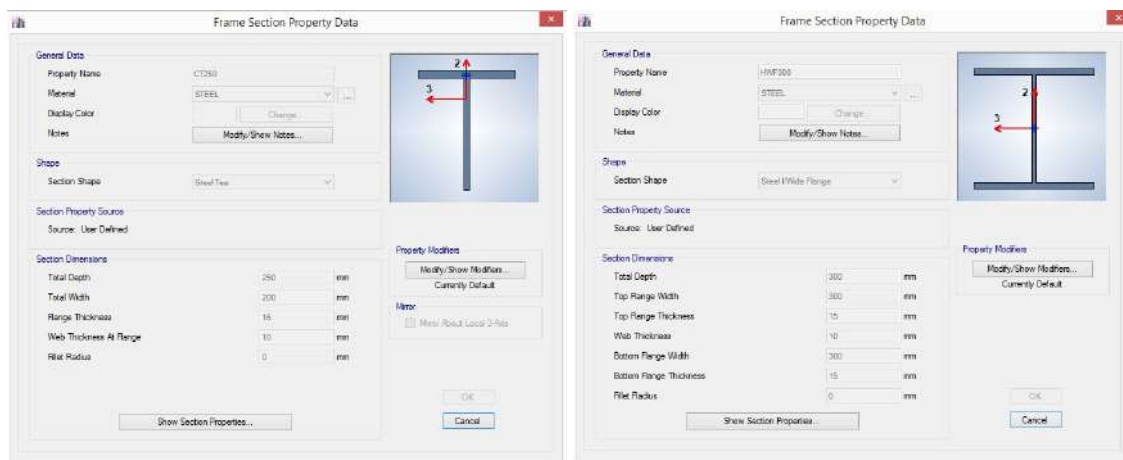 Frame Section Property Data
General Data
Property Name CT250
Material STEEL ...
Display Color Change...
Notes Modify/Show Notes...
Shape
Section Shape Steel Tee
Section Property Source
Source: User Defined
Section Dimensions
Total Depth 250 mm
Total Width 200 mm
Flange Thickness 15 mm
Web Thickness At Flange 10 mm
Fillet Radius 0 mm
Show Section Properties...
2
3
Property Modifiers
Modify/Show Modifiers...
Currently Default
Mirror
Mirror About Local 2-Axis
OK
Cancel
Frame Section Property Data
General Data
Property Name HWF300
Material STEEL ...
Display Color Change...
Notes Modify/Show Notes...
Shape
Section Shape Steel I/Wide Flange
Section Property Source
Source: User Defined
Section Dimensions
Total Depth 300 mm
Top Flange Width 300 mm
Top Flange Thickness 15 mm
Web Thickness 10 mm
Bottom Flange Width 300 mm
Bottom Flange Thickness 15 mm
Fillet Radius 0 mm
Show Section Properties...
2
3
Property Modifiers
Modify/Show Modifiers...
Currently Default
OK
Cancel